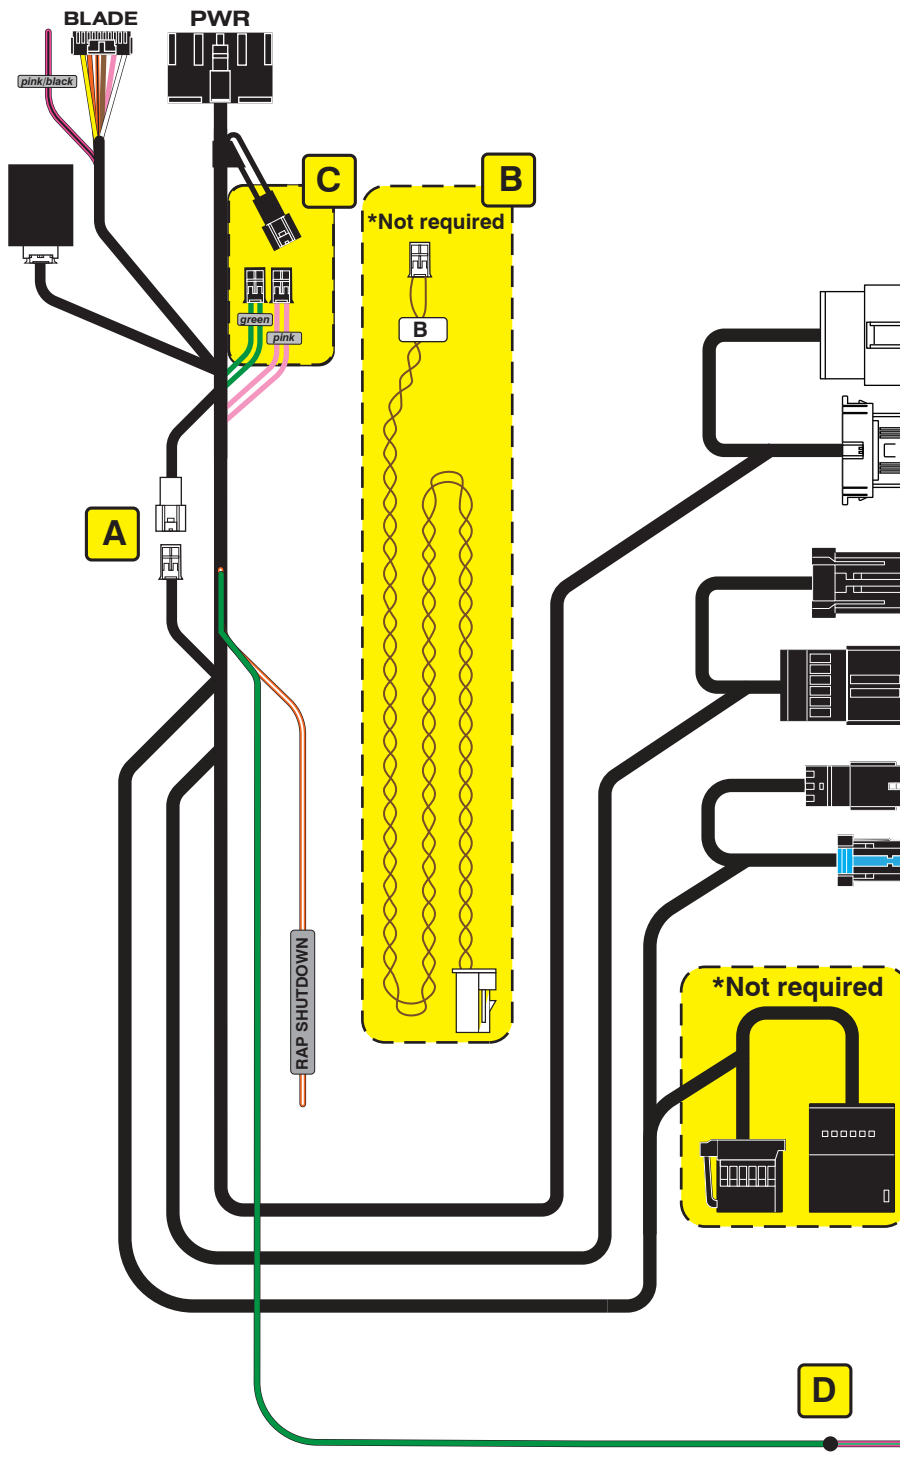 BLADE
PWR
pink/black
C
B
*Not required
green
B
pink
A
RAP SHUTDOWN
*Not required
D